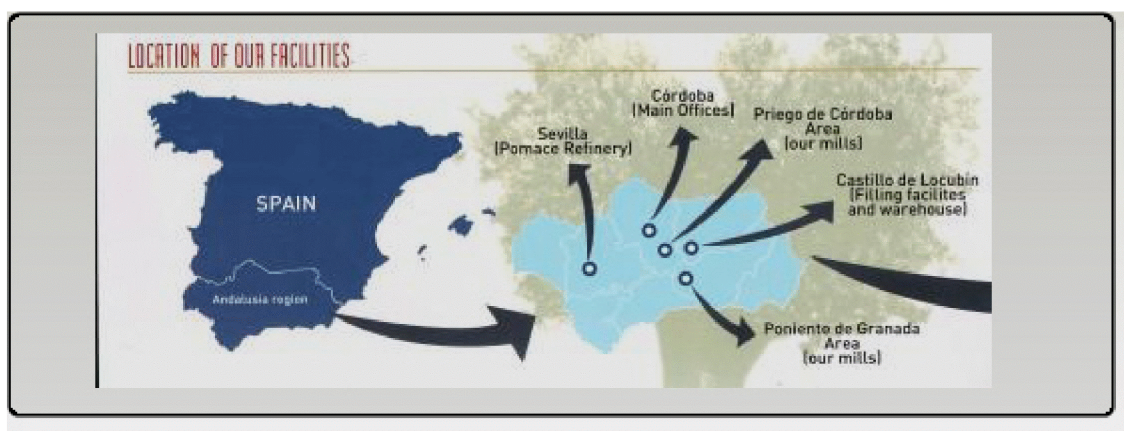 LOCATION OF OUR FACILITIES
SPAIN
Andalusia region
Sevilla
(Pomace Refinery)
Córdoba
(Main Offices)
Priego de Córdoba
Area
(our mills)
Castillo de Locubín
(Filling facilites
and warehouse)
Poniento de Granada
Area
(our mills)